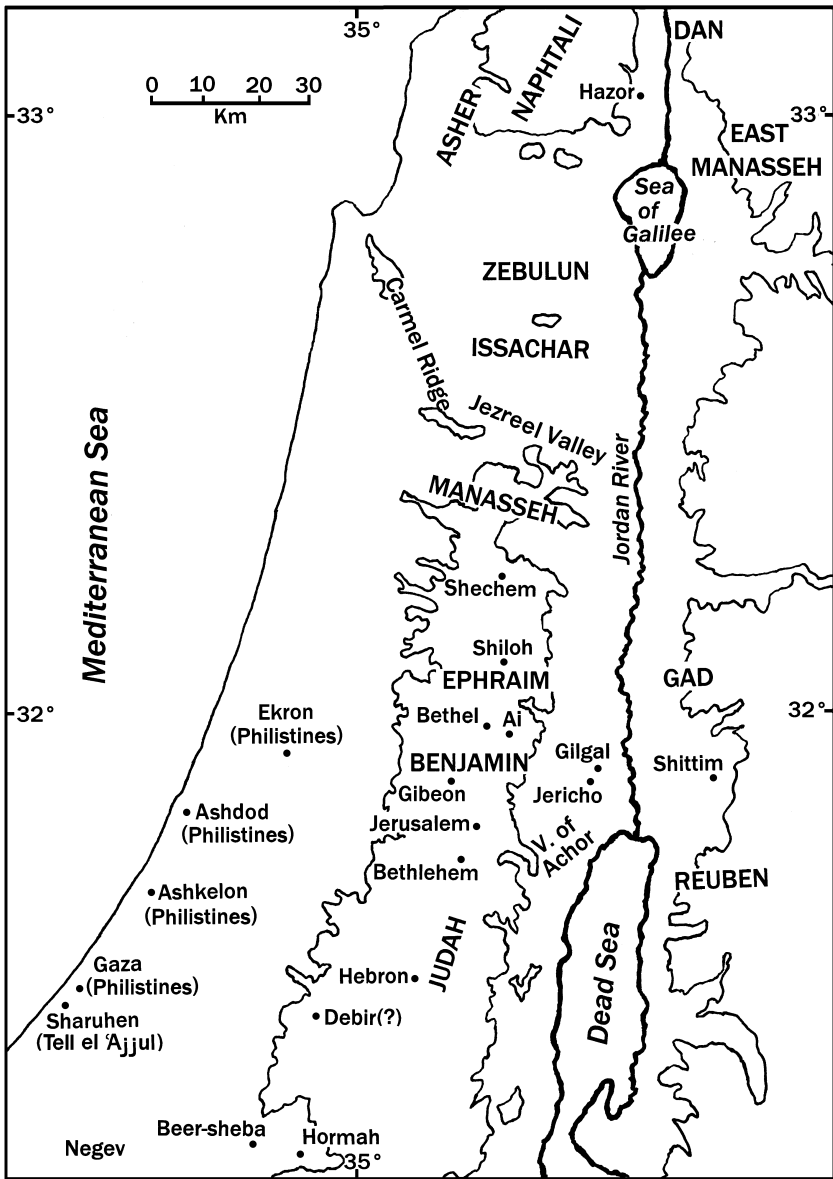 35°
DAN
NAPHTALI
Hazor
0 10 20 30
Km
33°
33°
ASHER
EAST
MANASSEH
Sea
of
Galilee
ZEBULUN
Carmel Ridge
ISSACHAR
Jezreel Valley
Mediterranean Sea
MANASSEH
Jordan River
Shechem
Shiloh
EPHRAIM
GAD
32°
32°
Ekron
(Philistines)
Bethel
Ai
BENJAMIN
Gilgal
Shittim
Gibeon
Jericho
Ashdod
(Philistines)
Jerusalem
V. of
Achor
Bethlehem
REUBEN
Ashkelon
(Philistines)
JUDAH
Dead Sea
Gaza
(Philistines)
Hebron
Sharuhen
(Tell el ‘Ajjul)
Debir(?)
Beer-sheba
Hormah
Negev
35°